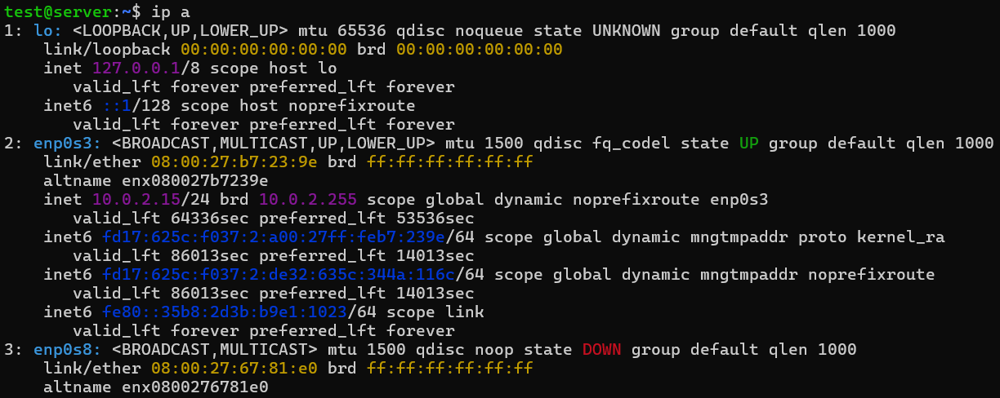 test@server:~$ ip a
1: lo: <LOOPBACK,UP,LOWER_UP> mtu 65536 qdisc noqueue state UNKNOWN group default qlen 1000
    link/loopback 00:00:00:00:00:00 brd 00:00:00:00:00:00
    inet 127.0.0.1/8 scope host lo
       valid_lft forever preferred_lft forever
    inet6 ::1/128 scope host noprefixroute
       valid_lft forever preferred_lft forever
2: enp0s3: <BROADCAST,MULTICAST,UP,LOWER_UP> mtu 1500 qdisc fq_codel state UP group default qlen 1000
    link/ether 08:00:27:b7:23:9e brd ff:ff:ff:ff:ff:ff
    altname enx080027b7239e
    inet 10.0.2.15/24 brd 10.0.2.255 scope global dynamic noprefixroute enp0s3
       valid_lft 64336sec preferred_lft 53536sec
    inet6 fd17:625c:f037:2:a00:27ff:feb7:239e/64 scope global dynamic mngtmpaddr proto kernel_ra
       valid_lft 86013sec preferred_lft 14013sec
    inet6 fd17:625c:f037:2:de32:635c:344a:116c/64 scope global dynamic mngtmpaddr noprefixroute
       valid_lft 86013sec preferred_lft 14013sec
    inet6 fe80::35b8:2d3b:b9e1:1023/64 scope link
       valid_lft forever preferred_lft forever
3: enp0s8: <BROADCAST,MULTICAST> mtu 1500 qdisc noop state DOWN group default qlen 1000
    link/ether 08:00:27:67:81:e0 brd ff:ff:ff:ff:ff:ff
    altname enx0800276781e0